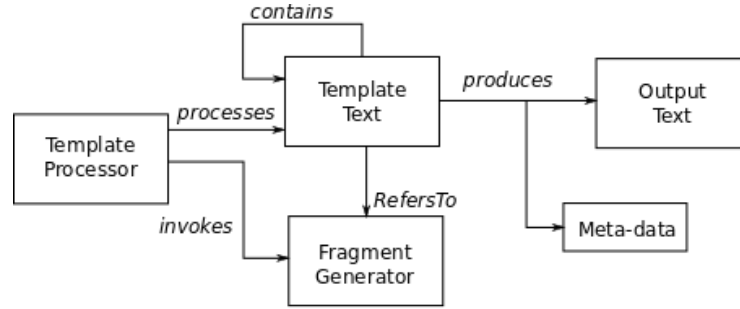 contains
Template
Text
produces
Output
Text
processes
Template
Processor
RefersTo
invokes
Fragment
Generator
Meta-data